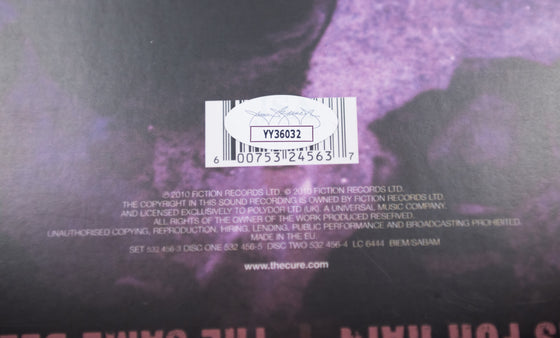 YY36032
6 00753 24563 7
℗ 2010 FICTION RECORDS LTD. © 2010 FICTION RECORDS LTD.
THE COPYRIGHT IN THIS SOUND RECORDING IS OWNED BY FICTION RECORDS LTD.
AND LICENSED EXCLUSIVELY TO POLYDOR LTD (UK). A UNIVERSAL MUSIC COMPANY.
ALL RIGHTS OF THE OWNER OF THE WORK PRODUCED RESERVED.
UNAUTHORISED COPYING, REPRODUCTION, HIRING, LENDING, PUBLIC PERFORMANCE AND BROADCASTING PROHIBITED.
MADE IN THE EU.
SET 532 456-3 DISC ONE 532 456-5 DISC TWO 532 456-4 LC 6444 BIEM/SABAM
www.thecure.com